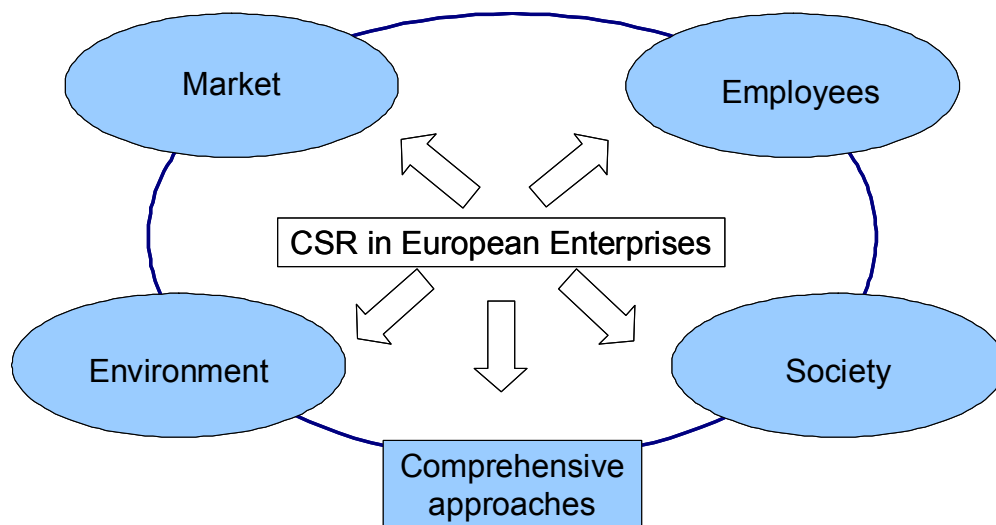 Market
Employees
CSR in European Enterprises
Environment
Society
Comprehensive
approaches